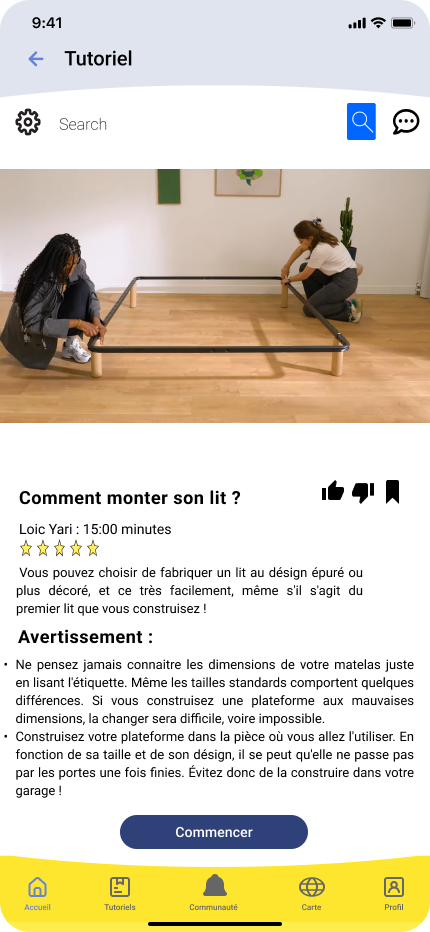 9:41
Tutoriel
Search
Comment monter son lit ?
Loic Yari : 15:00 minutes
Vous pouvez choisir de fabriquer un lit au désign épuré ou
plus décoré, et ce très facilement, même s'il s'agit du
premier lit que vous construisez !
Avertissement :
• Ne pensez jamais connaitre les dimensions de votre matelas juste
en lisant l'étiquette. Même les tailles standards comportent quelques
différences. Si vous construisez une plateforme aux mauvaises
dimensions, la changer sera difficile, voire impossible.
• Construisez votre plateforme dans la pièce où vous allez l'utiliser. En
fonction de sa taille et de son désign, il se peut qu'elle ne passe pas
par les portes une fois finies. Évitez donc de la construire dans votre
garage !
Commencer
Accueil Tutoriels Communauté Carte Profil